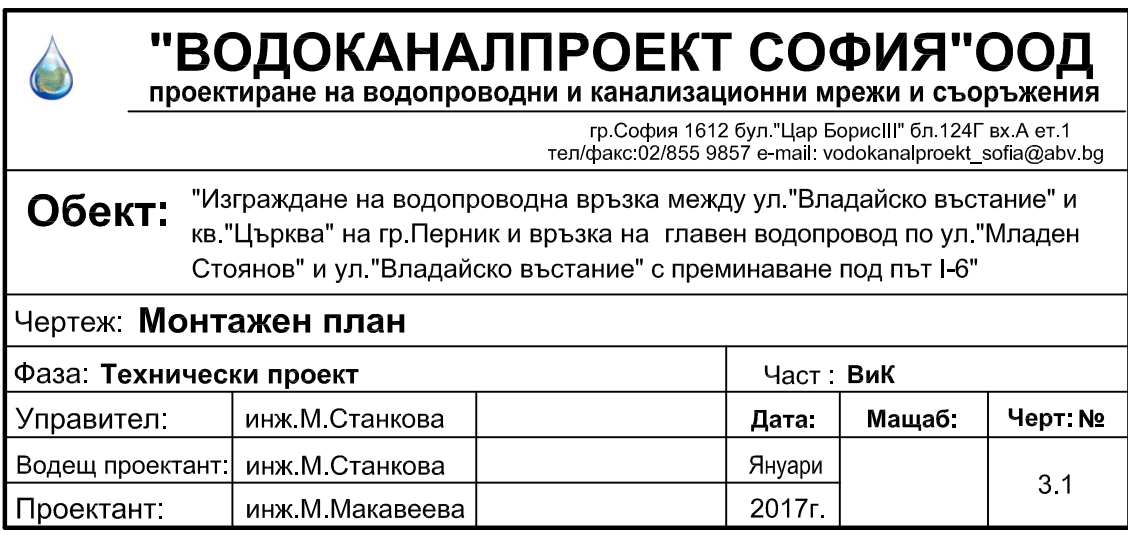 "ВОДОКАНАЛПРОЕКТ СОФИЯ"ООД
проектиране на водопроводни и канализационни мрежи и съоръжения
гр.София 1612 бул."Цар БорисIII" бл.124Г вх.А ет.1
тел/факс:02/855 9857 e-mail: vodokanalproekt_sofia@abv.bg
Обект: "Изграждане на водопроводна връзка между ул."Владайско въстание" и
кв."Църква" на гр.Перник и връзка на главен водопровод по ул."Младен
Стоянов" и ул."Владайско въстание" с преминаване под път I-6"
Чертеж: Монтажен план
Фаза: Технически проект Част : ВиК
Управител: инж.М.Станкова Дата: Мащаб: Черт: №
Водещ проектант: инж.М.Станкова Януари
3.1
Проектант: инж.М.Макавеева 2017г.